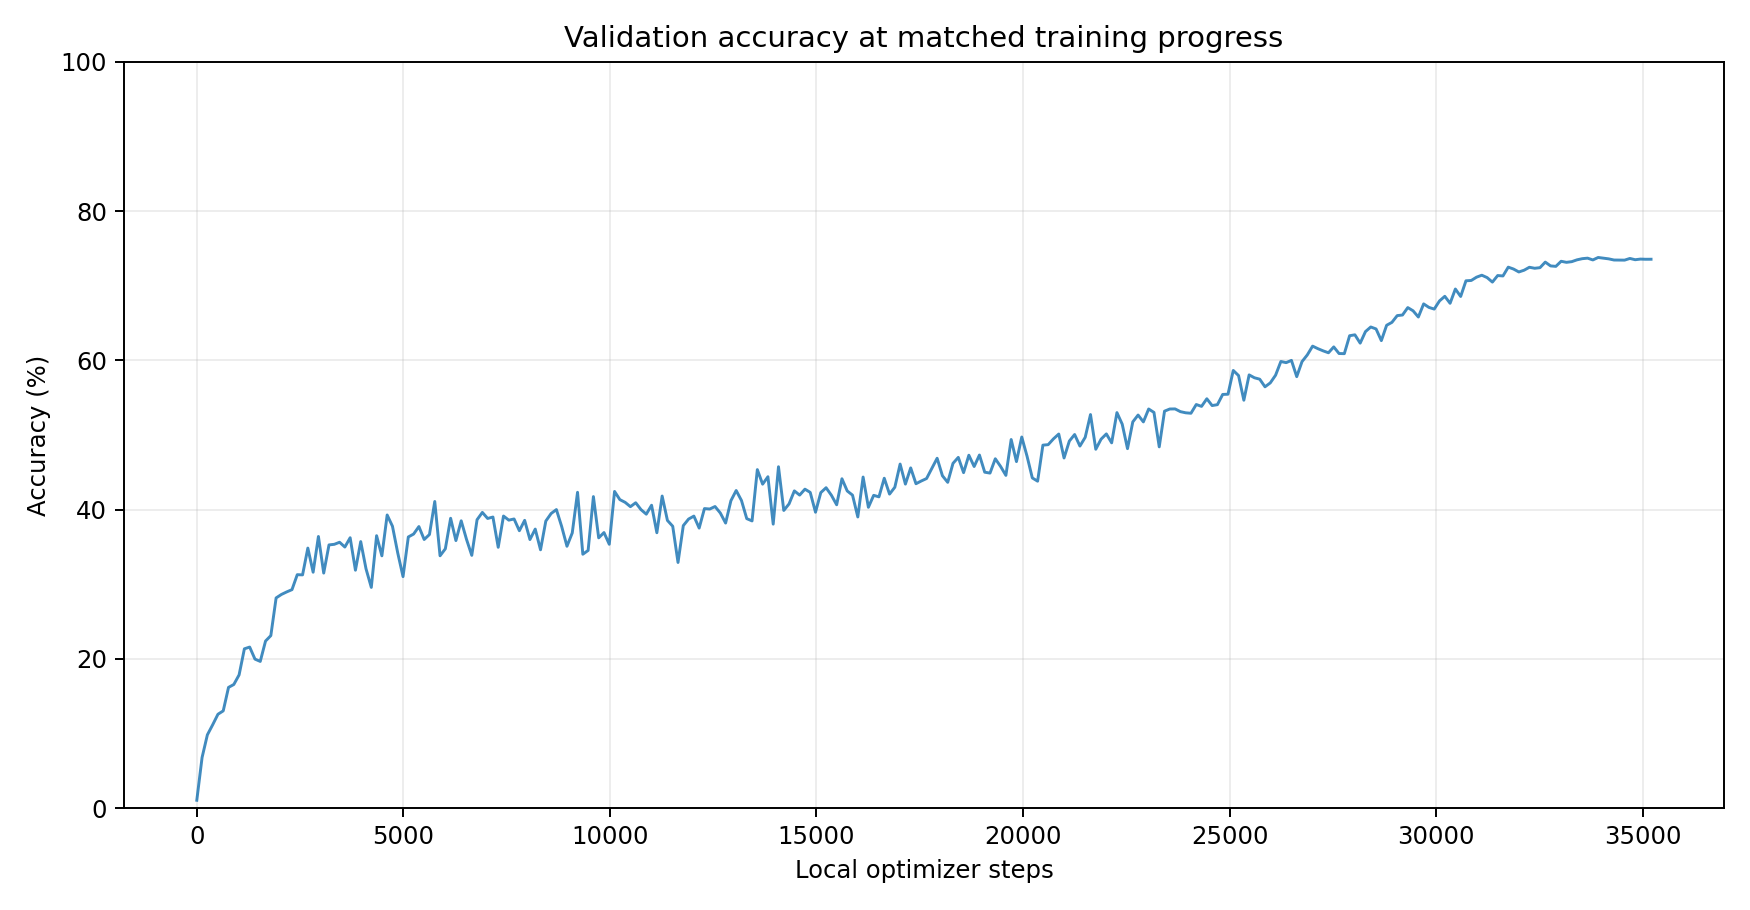 Validation accuracy at matched training progress
Accuracy (%)
100
80
60
40
20
0
0 5000 10000 15000 20000 25000 30000 35000
Local optimizer steps